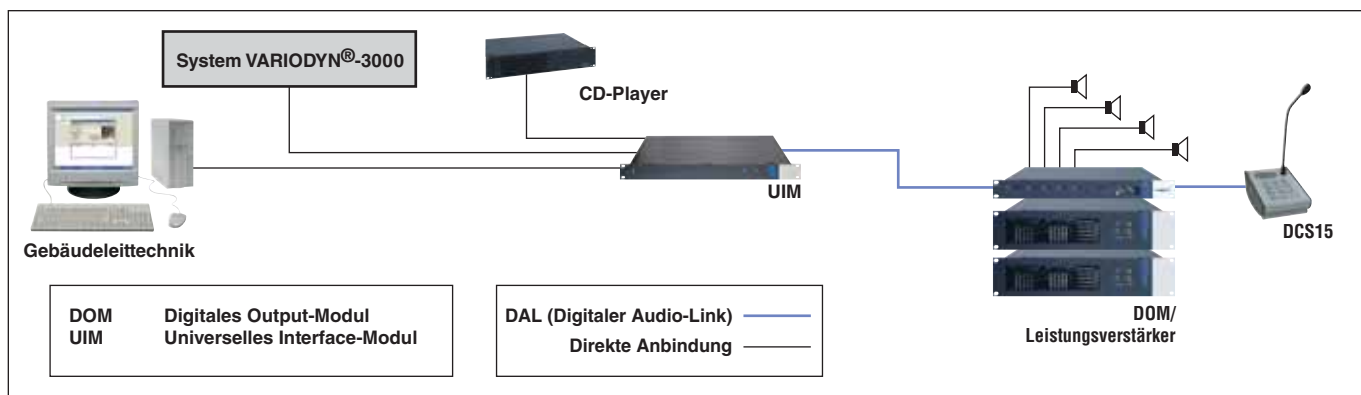 System VARIODYN®-3000
CD-Player
UIM
DCS15
Gebäudeleittechnik
DOM/
Leistungsverstärker
DOM Digitales Output-Modul
UIM Universelles Interface-Modul
DAL (Digitaler Audio-Link)
Direkte Anbindung